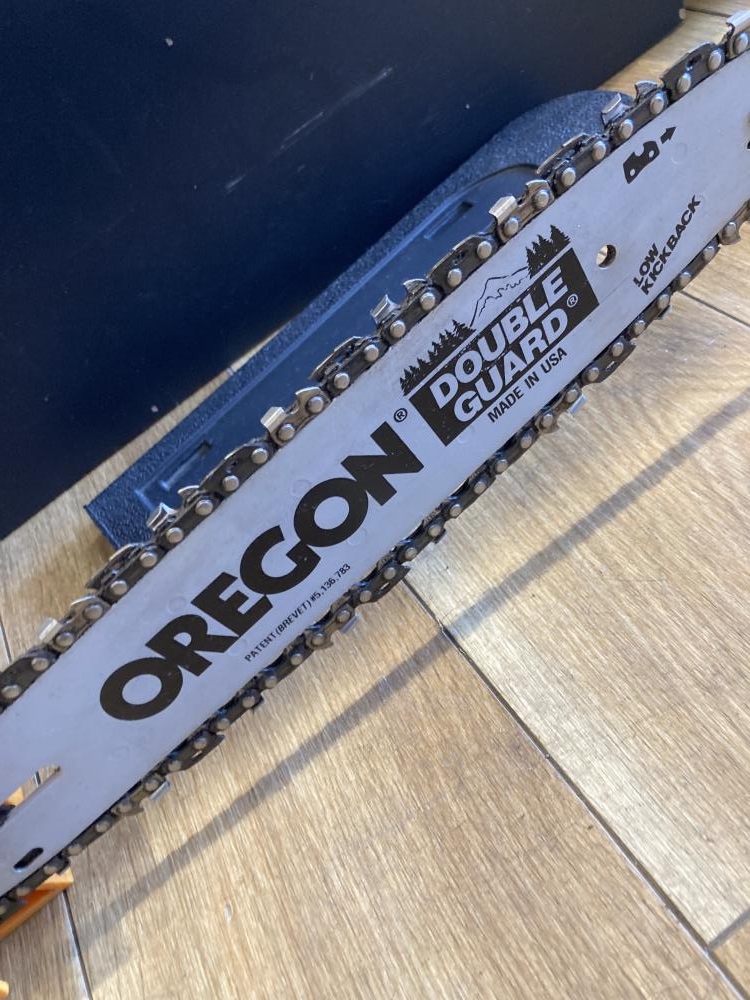 OREGON®
PATENT(BREVET) #5,136,783
DOUBLE
GUARD®
MADE IN USA
LOW
KICKBACK